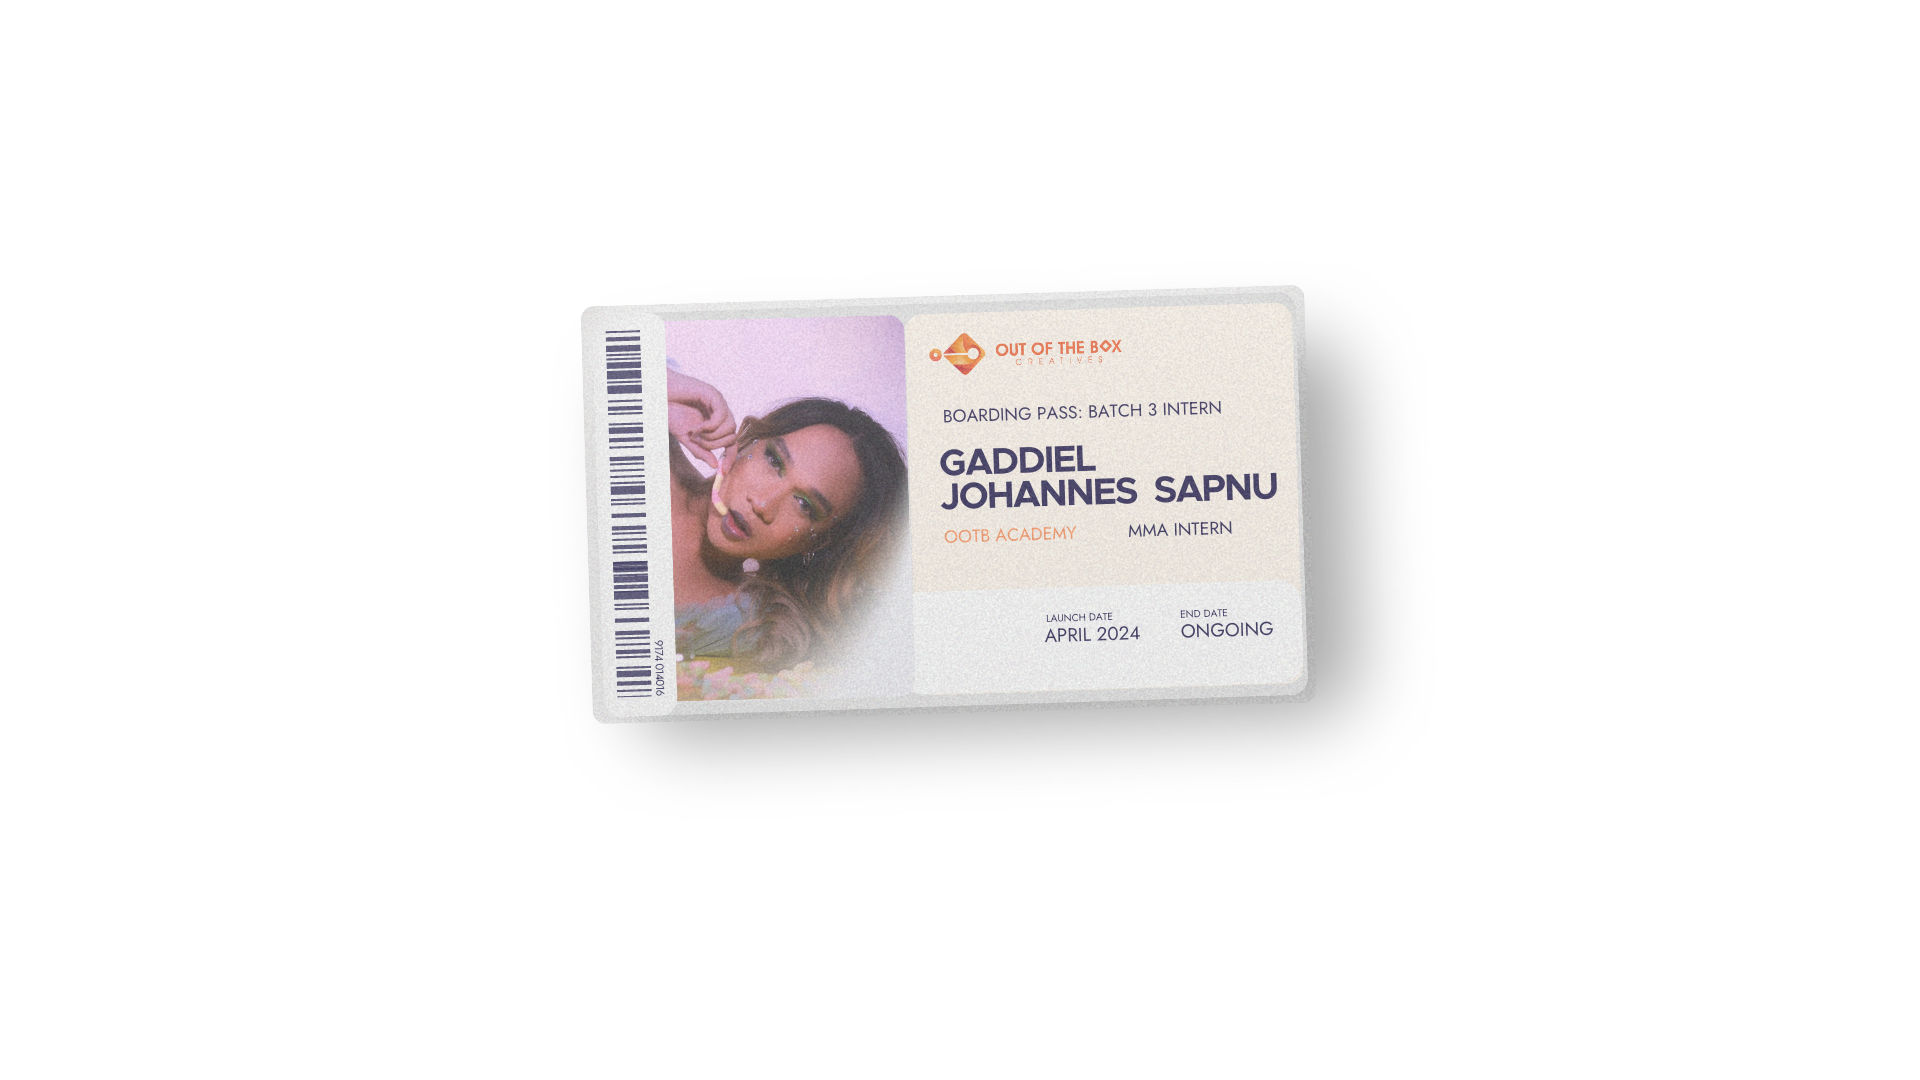 OUT OF THE BOX
CREATIVES
BOARDING PASS: BATCH 3 INTERN
GADDIEL
JOHANNES SAPNU
OOTB ACADEMY
MMA INTERN
LAUNCH DATE
APRIL 2024
END DATE
ONGOING
9174 014016